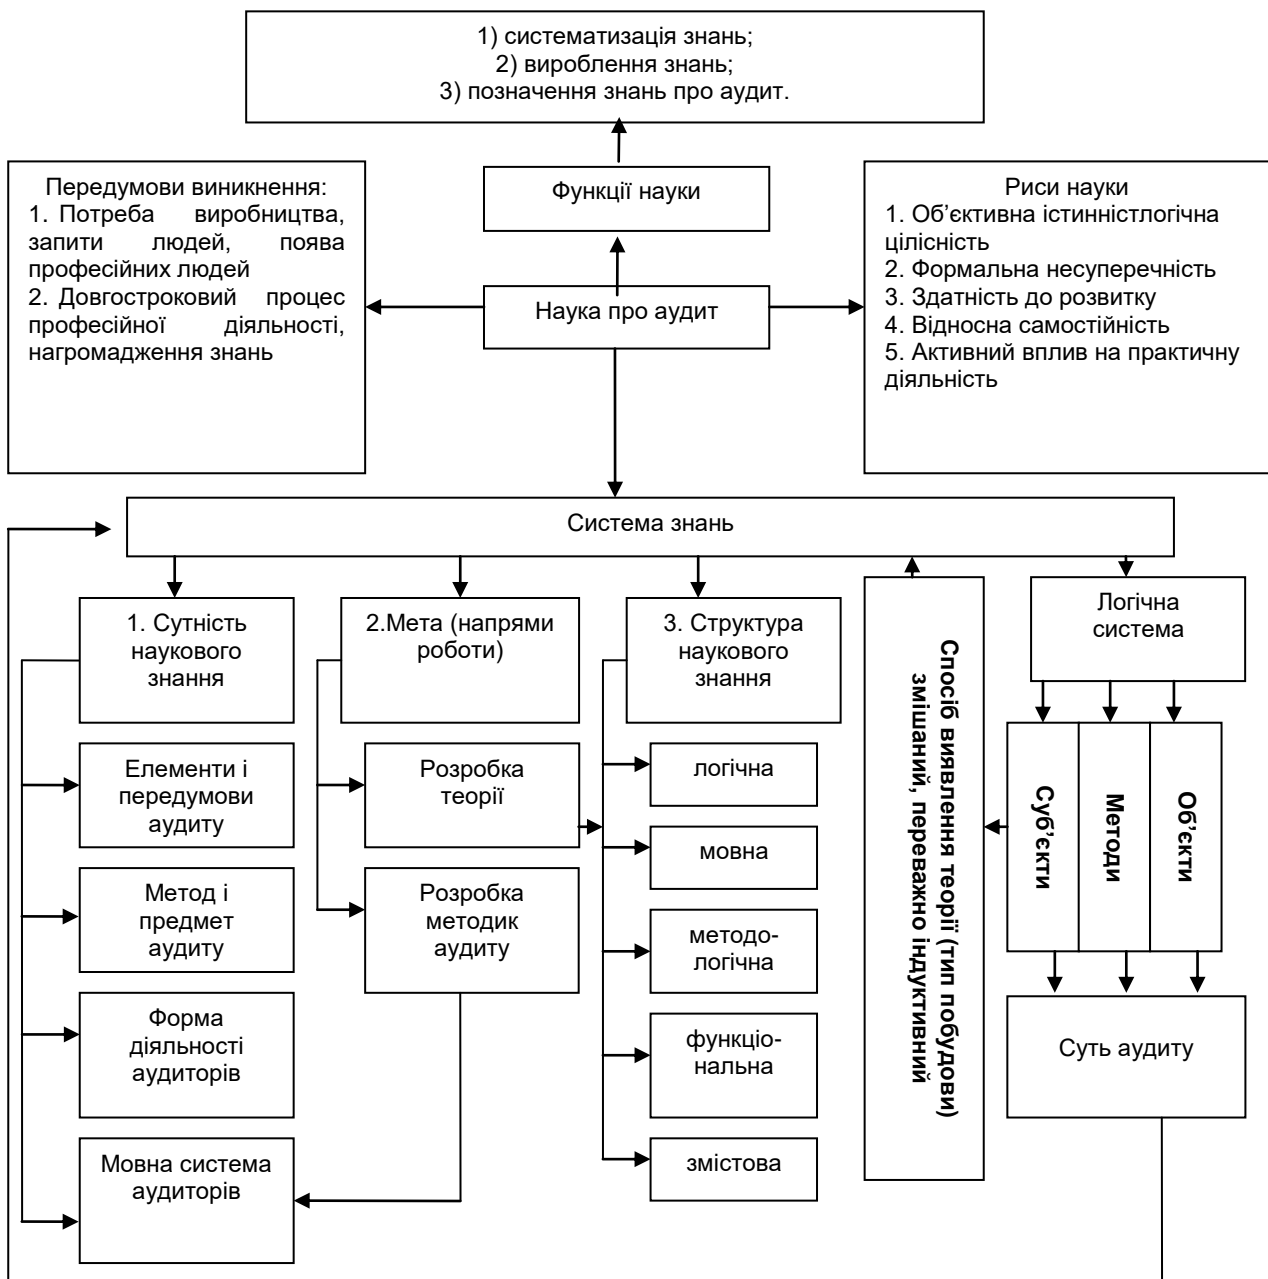 1) систематизація знань;
2) вироблення знань;
3) позначення знань про аудит.
Передумови виникнення:
1. Потреба виробництва,
запити людей, поява
професійних людей
2. Довгостроковий процес
професійної діяльності,
нагромадження знань
Функції науки
Наука про аудит
Риси науки
1. Об’єктивна істинністлогічна
цілісність
2. Формальна несуперечність
3. Здатність до розвитку
4. Відносна самостійність
5. Активний вплив на практичну
діяльність
Система знань
1. Сутність
наукового
знання
Елементи і
передумови
аудиту
Метод і
предмет
аудиту
Форма
діяльності
аудиторів
Мовна система
аудиторів
2.Мета (напрями
роботи)
Розробка
теорії
Розробка
методик
аудиту
3. Структура
наукового
знання
логічна
мовна
методо-
логічна
функціо-
нальна
змістова
Спосіб виявлення теорії (тип побудови)
змішаний, переважно індуктивний
Логічна
система
Суб’єкти
Методи
Об’єкти
Суть аудиту